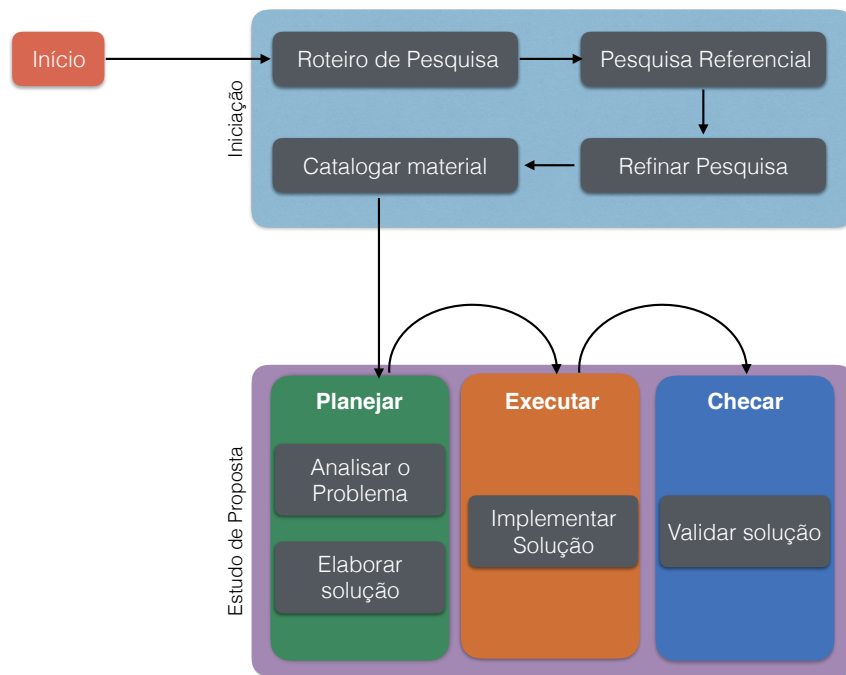 Início
Roteiro de Pesquisa
Pesquisa Referencial
Iniciação
Catalogar material
Refinar Pesquisa
Estudo de Proposta
Planejar
Executar
Checar
Analisar o
Problema
Elaborar
solução
Implementar
Solução
Validar solução